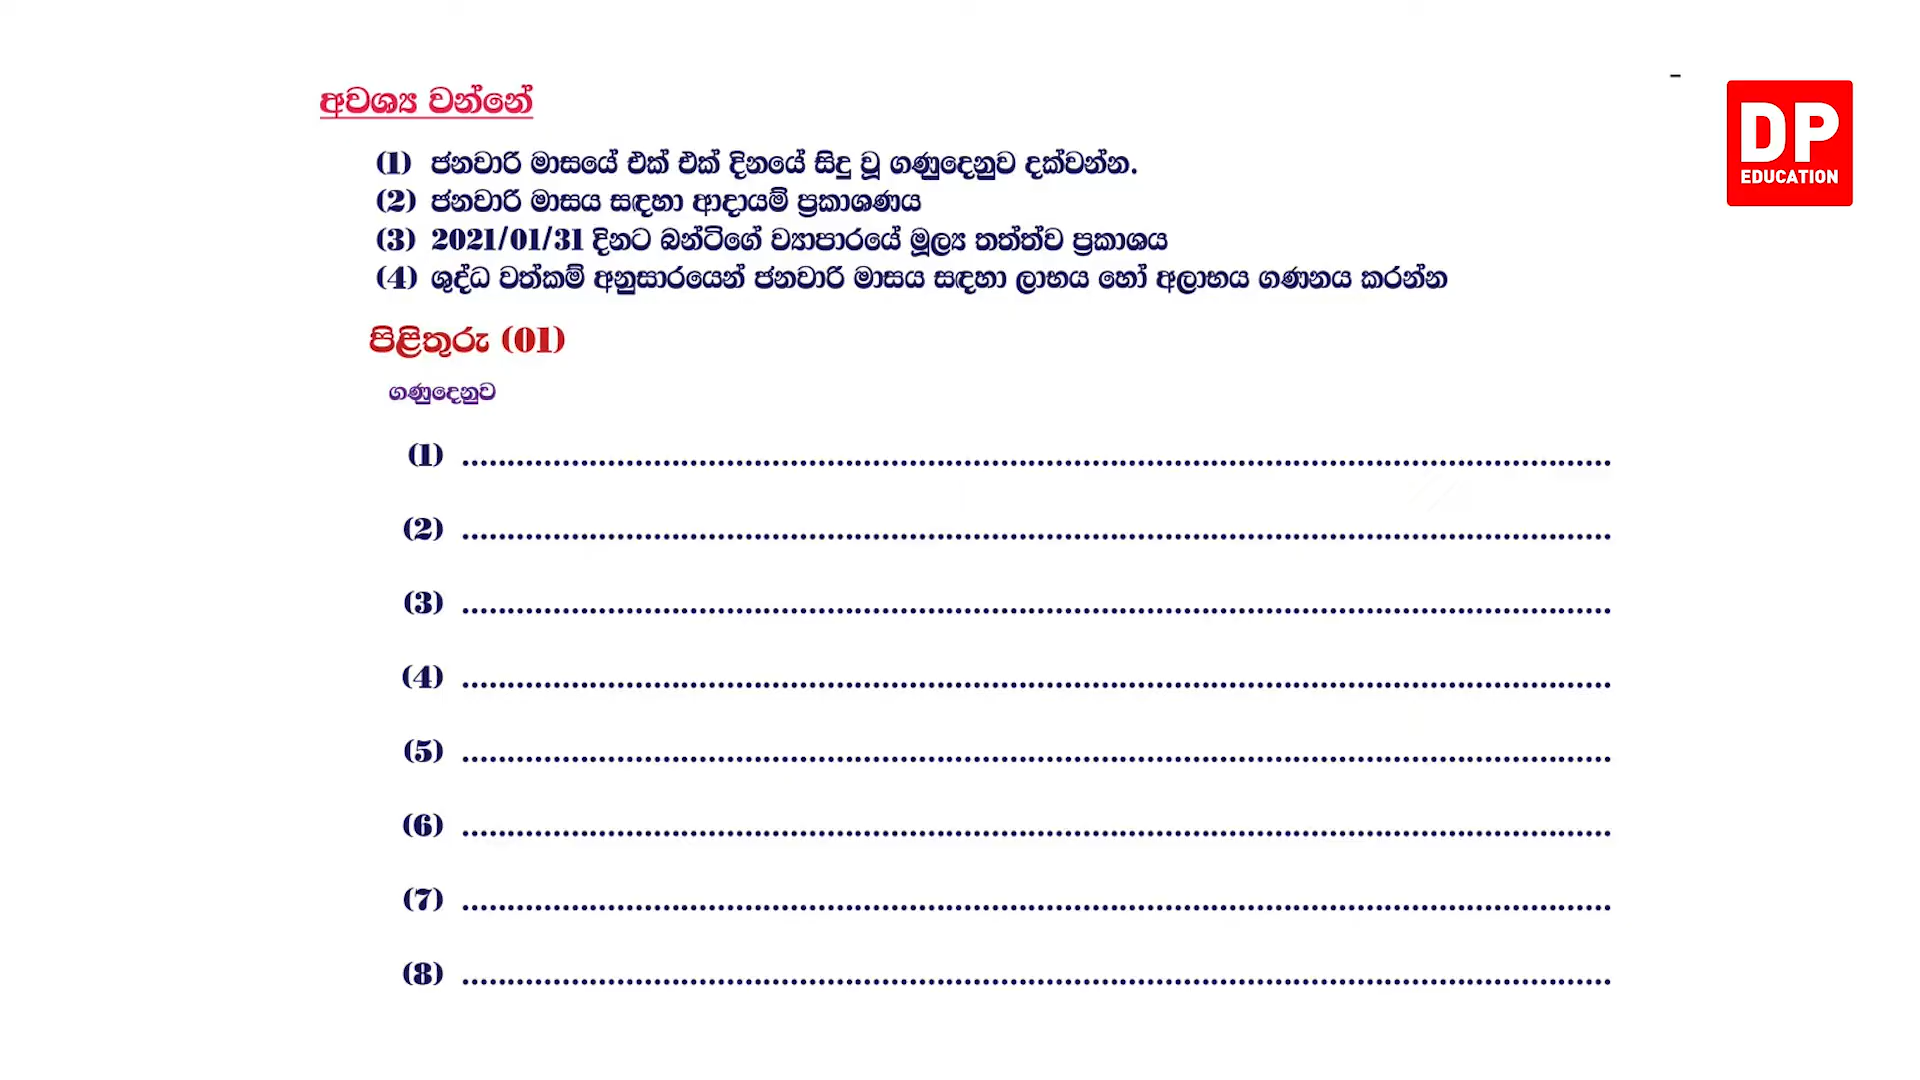 අවශ්‍ය වන්නේ
(1) ජනවාරි මාසයේ එක් එක් දිනයේ සිදු වූ ගණුදෙනුව දක්වන්න.
(2) ජනවාරි මාසය සඳහා ආදායම් ප්‍රකාශණය
(3) 2021/01/31 දිනට බන්ටිගේ ව්‍යාපාරයේ මූල්‍ය තත්ත්ව ප්‍රකාශය
(4) ශුද්ධ වත්කම් අනුසාරයෙන් ජනවාරි මාසය සඳහා ලාභය හෝ අලාභය ගණනය කරන්න
DP
EDUCATION
පිළිතුරු (01)
ගණුදෙනුව
(1) ........................................................................
(2) ........................................................................
(3) ........................................................................
(4) ........................................................................
(5) ........................................................................
(6) ........................................................................
(7) ........................................................................
(8) ........................................................................